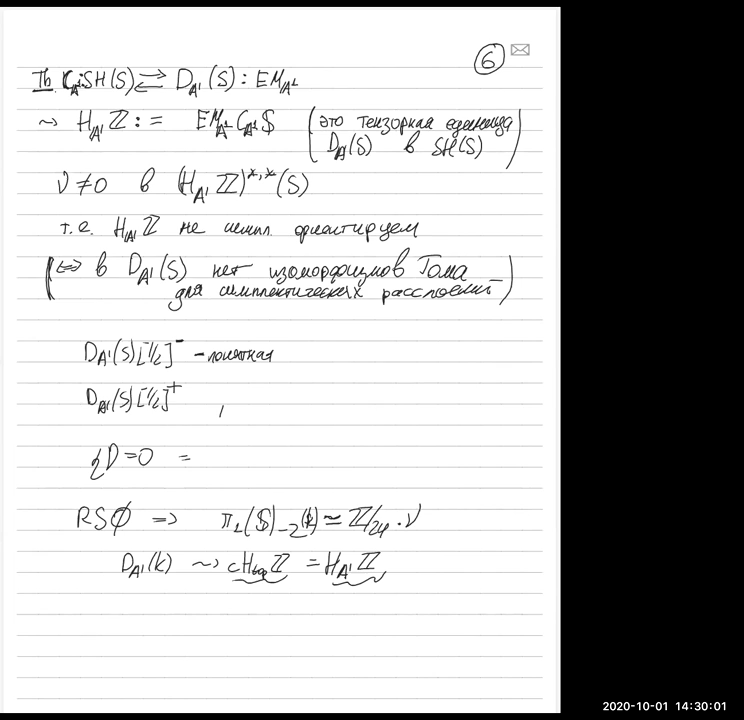 ⑥
Th. C_{A¹}: SH(S) ⇄ D_{A¹}(S) : EM_{A¹}
~> H_{A¹}ℤ := EM_{A¹} C_{A¹} 𝕊 (это тензорная единица
D_{A¹}(S) в SH(S))
ν ≠ 0 в (H_{A¹}ℤ)^{*,*}(S)
т.е. H_{A¹}ℤ не симпл. ориентируем
(⇔ в D_{A¹}(S) нет изоморфизмов Тома
для симплектических расслоений)
D_{A¹}(S)[1/2]^- - понятная
D_{A¹}(S)[1/2]^+ ,
ην=0 =
RSØ ⇒ π₁(𝕊)_{-2}(k) ≃ ℤ/24·ν
D_{A¹}(k) ~> ℤ = H_{A¹}ℤ
2020-10-01 14:30:01